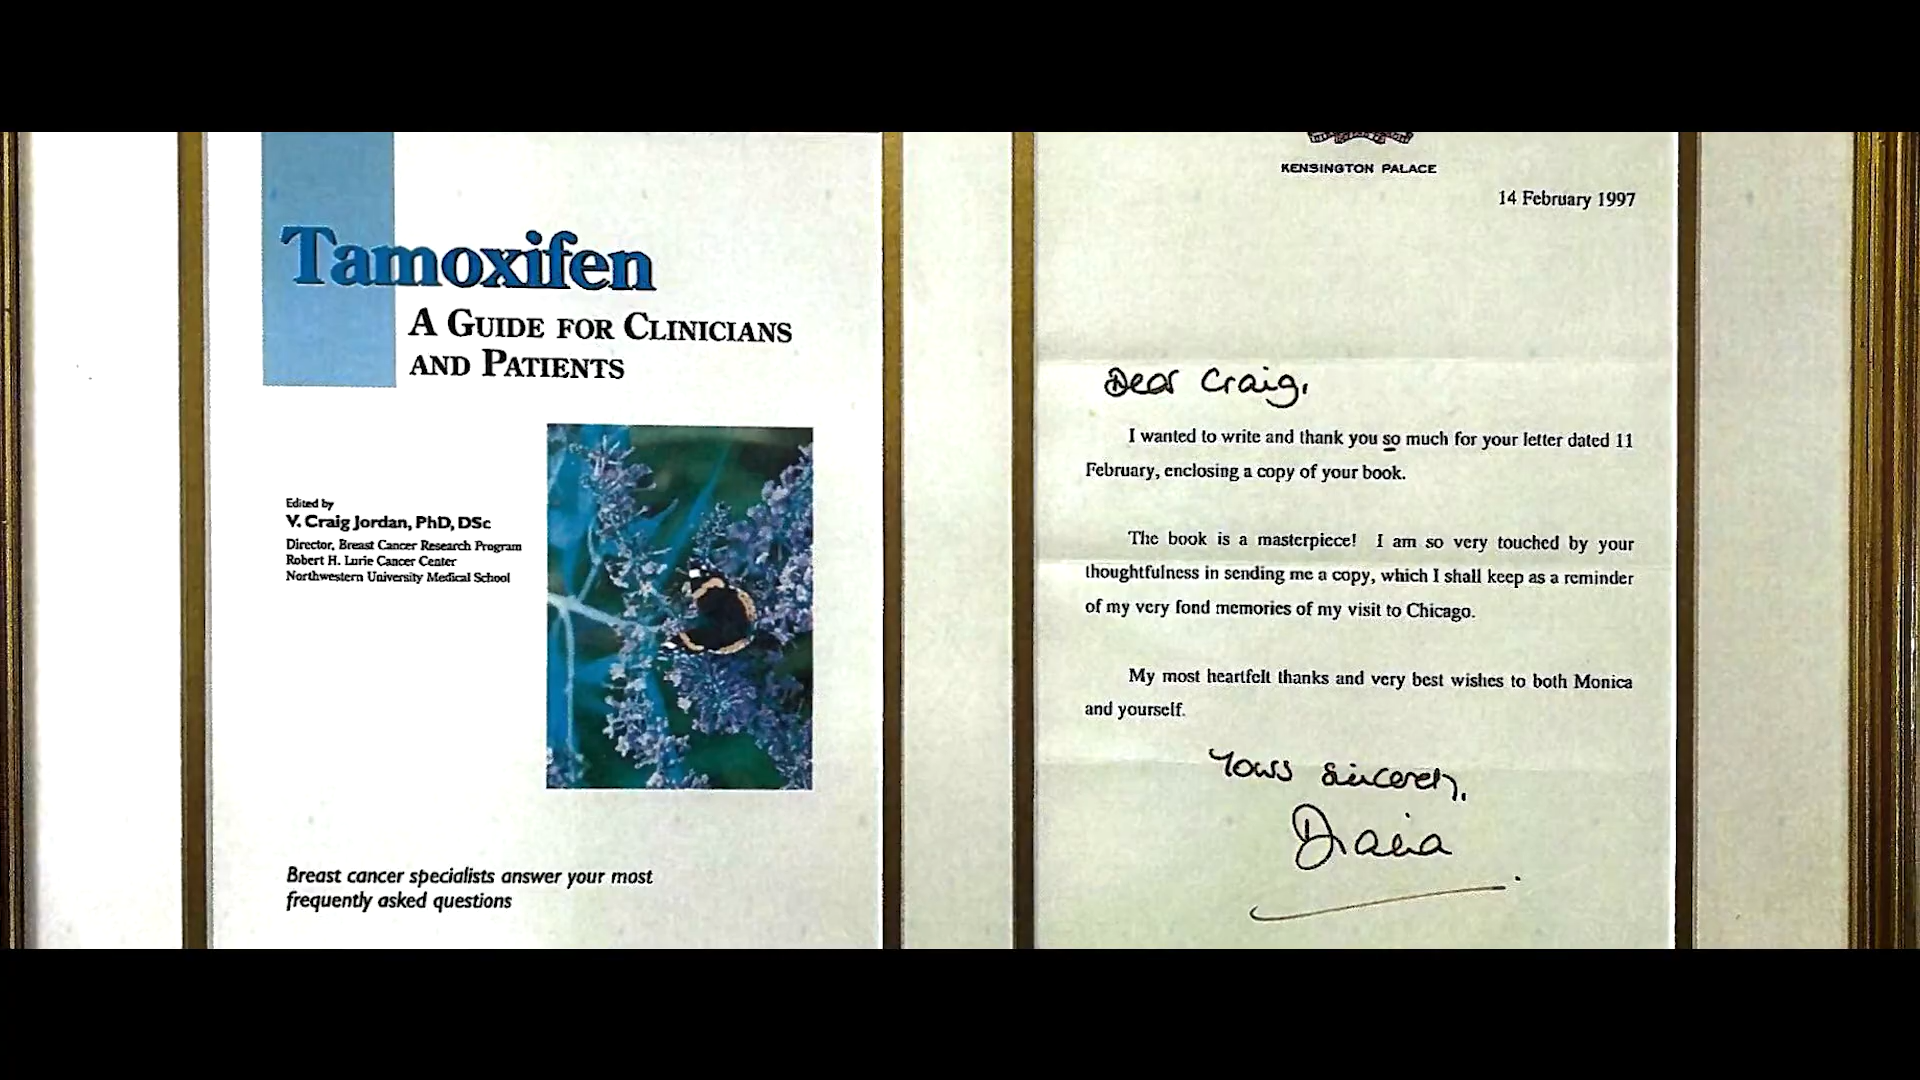 Tamoxifen
A GUIDE FOR CLINICIANS
AND PATIENTS
Edited by
V. Craig Jordan, PhD, DSc
Director, Breast Cancer Research Program
Robert H. Lurie Cancer Center
Northwestern University Medical School
Breast cancer specialists answer your most
frequently asked questions
KENSINGTON PALACE
14 February 1997
Dear Craig,
I wanted to write and thank you so much for your letter dated 11
February, enclosing a copy of your book.
The book is a masterpiece! I am so very touched by your
thoughtfulness in sending me a copy, which I shall keep as a reminder
of my very fond memories of my visit to Chicago.
My most heartfelt thanks and very best wishes to both Monica
and yourself.
Yours sincerely,
Diana